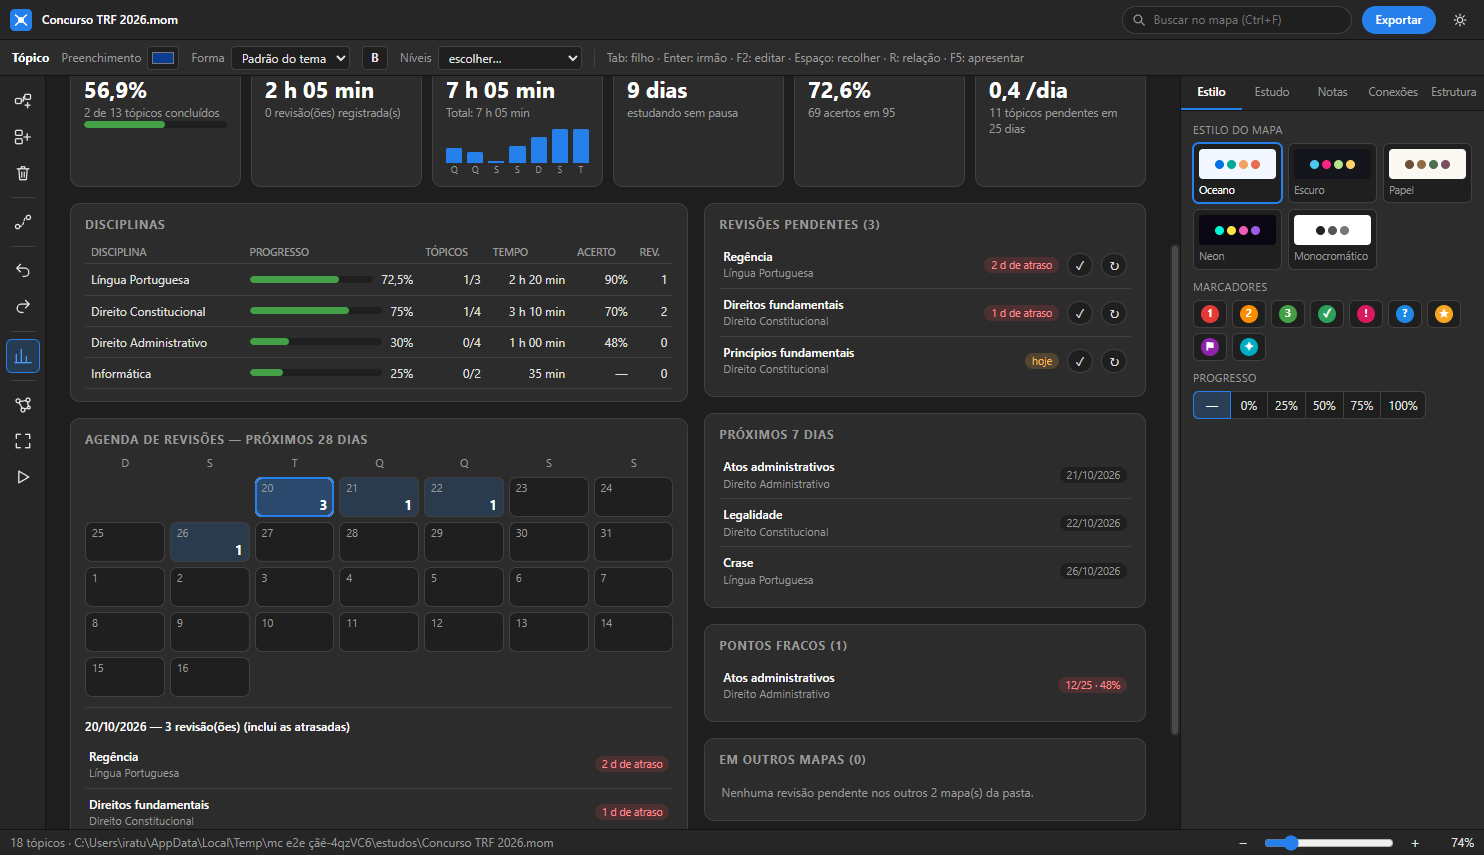 Concurso TRF 2026.mom
Buscar no mapa (Ctrl+F)
Exportar
Tópico
Preenchimento
Forma
Padrão do tema
B
Níveis
escolher...
Tab: filho · Enter: irmão · F2: editar · Espaço: recolher · R: relação · F5: apresentar
56,9%
2 de 13 tópicos concluídos
2 h 05 min
0 revisão(ões) registrada(s)
7 h 05 min
Total: 7 h 05 min
Q Q S S D S T
9 dias
estudando sem pausa
72,6%
69 acertos em 95
0,4 /dia
11 tópicos pendentes em
25 dias
DISCIPLINAS
DISCIPLINA PROGRESSO TÓPICOS TEMPO ACERTO REV.
Língua Portuguesa 72,5% 1/3 2 h 20 min 90% 1
Direito Constitucional 75% 1/4 3 h 10 min 70% 2
Direito Administrativo 30% 0/4 1 h 00 min 48% 0
Informática 25% 0/2 35 min — 0
AGENDA DE REVISÕES — PRÓXIMOS 28 DIAS
D S T Q Q S S
20 3 21 1 22 1 23 24
25 26 1 27 28 29 30 31
1 2 3 4 5 6 7
8 9 10 11 12 13 14
15 16
20/10/2026 — 3 revisão(ões) (inclui as atrasadas)
Regência
Língua Portuguesa
2 d de atraso
Direitos fundamentais
Direito Constitucional
1 d de atraso
REVISÕES PENDENTES (3)
Regência
Língua Portuguesa
2 d de atraso
Direitos fundamentais
Direito Constitucional
1 d de atraso
Princípios fundamentais
Direito Constitucional
hoje
PRÓXIMOS 7 DIAS
Atos administrativos
Direito Administrativo
21/10/2026
Legalidade
Direito Constitucional
22/10/2026
Crase
Língua Portuguesa
26/10/2026
PONTOS FRACOS (1)
Atos administrativos
Direito Administrativo
12/25 · 48%
EM OUTROS MAPAS (0)
Nenhuma revisão pendente nos outros 2 mapa(s) da pasta.
Estilo Estudo Notas Conexões Estrutura
ESTILO DO MAPA
Oceano Escuro Papel
Neon Monocromático
MARCADORES
1 2 3 ! ?
PROGRESSO
— 0% 25% 50% 75% 100%
18 tópicos · C:\Users\iratu\AppData\Local\Temp\mc e2e çãé-4qzVC6\estudos\Concurso TRF 2026.mom
− + 74%